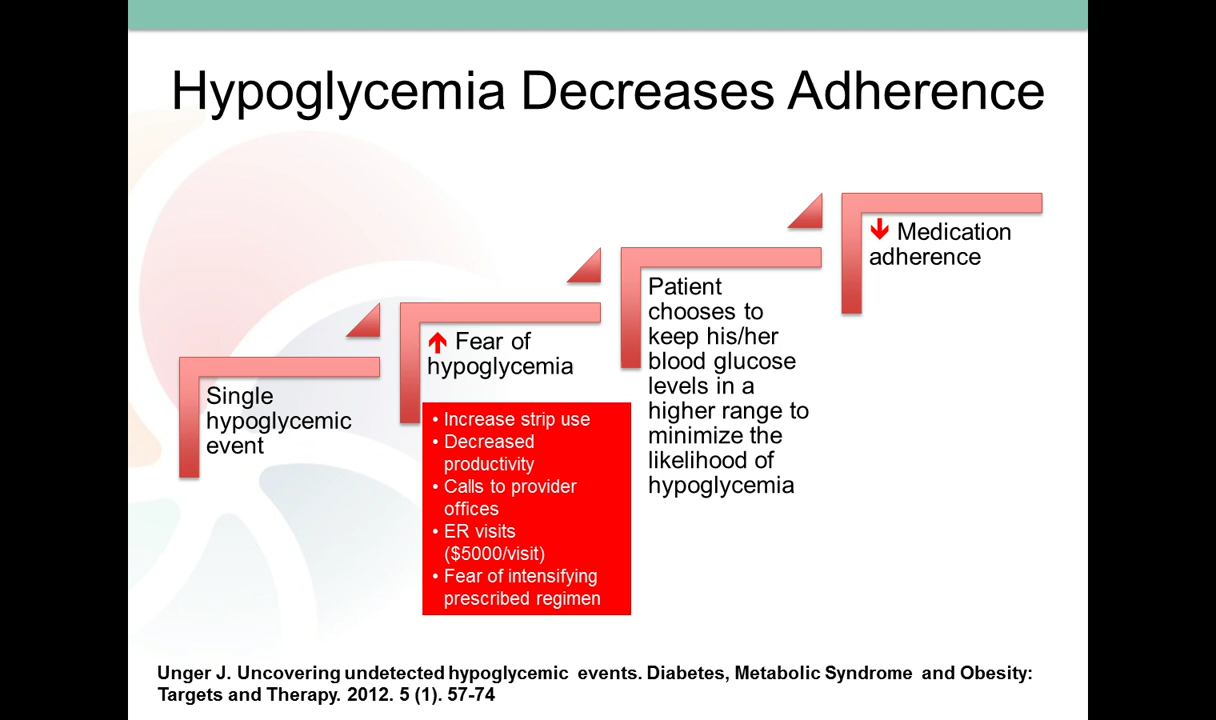 Hypoglycemia Decreases Adherence
Single
hypoglycemic
event
↑ Fear of
hypoglycemia
• Increase strip use
• Decreased
productivity
• Calls to provider
offices
• ER visits
($5000/visit)
• Fear of intensifying
prescribed regimen
Patient
chooses to
keep his/her
blood glucose
levels in a
higher range to
minimize the
likelihood of
hypoglycemia
↓ Medication
adherence
Unger J. Uncovering undetected hypoglycemic events. Diabetes, Metabolic Syndrome and Obesity:
Targets and Therapy. 2012. 5 (1). 57-74